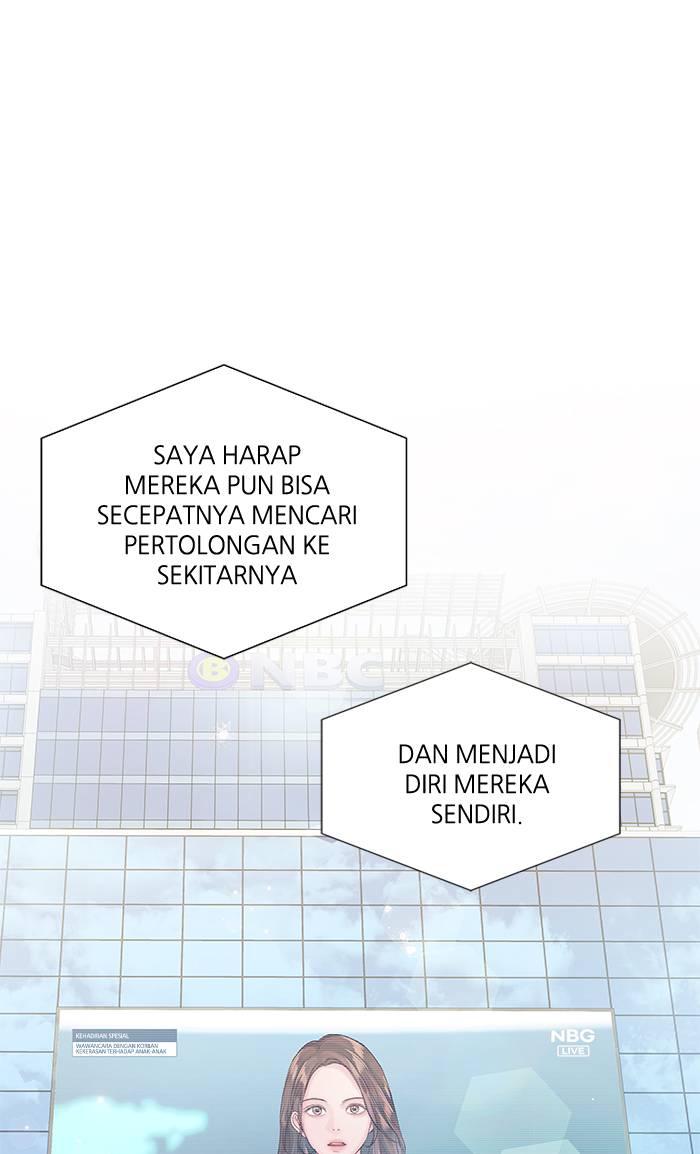 SAYA HARAP
MEREKA PUN BISA
SECEPATNYA MENCARI
PERTOLONGAN KE
SEKITARNYA
NBC
DAN MENJADI
DIRI MEREKA
SENDIRI.
KEHADIRAN SPESIAL
WAWANCARA DENGAN KORBAN
KEKERASAN TERHADAP ANAK-ANAK
NBG
LIVE